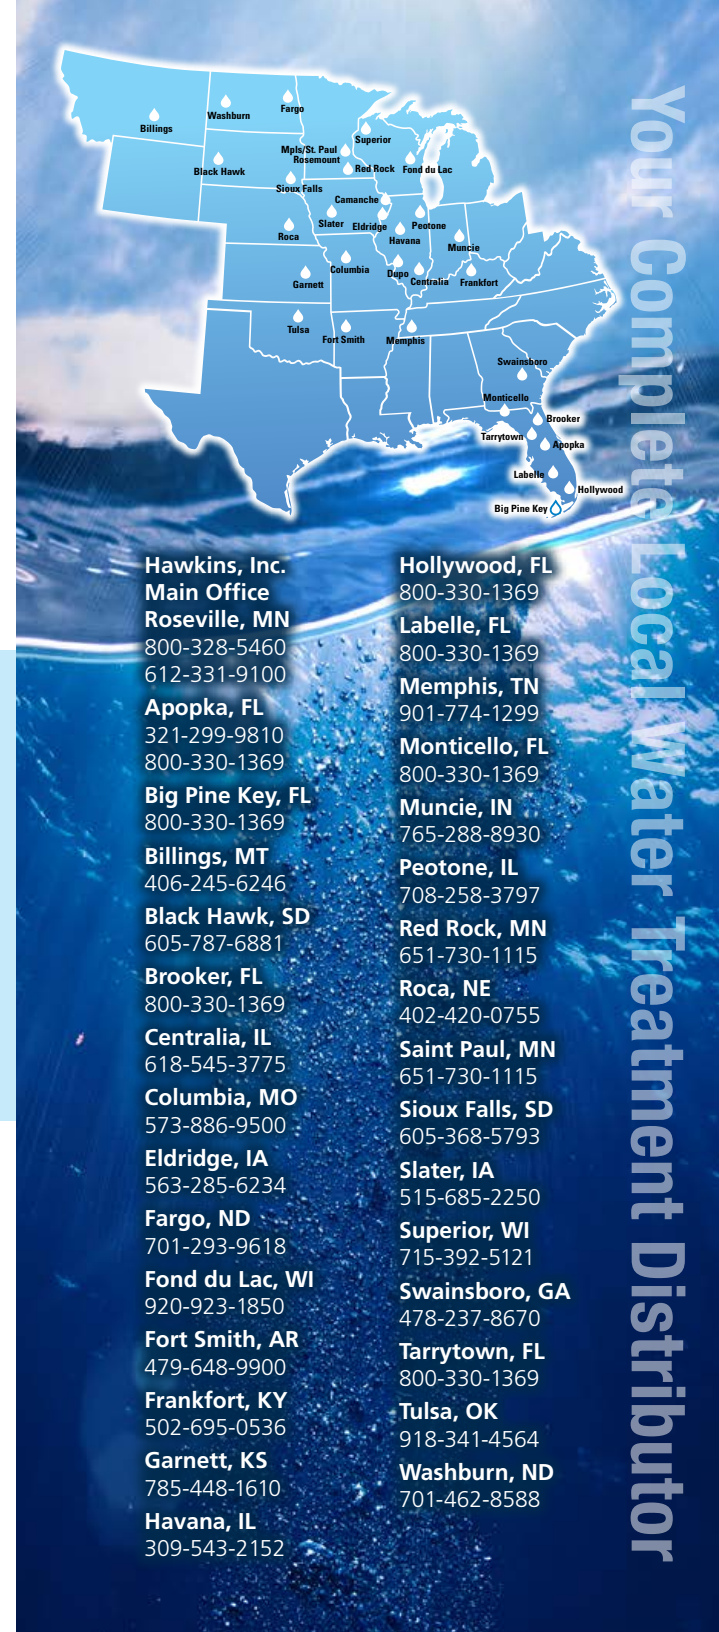 Billings
Washburn
Fargo
Superior
Mpls/St. Paul
Rosemount
Black Hawk
Red Rock
Fond du Lac
Sioux Falls
Camanche
Slater
Eldridge
Peotone
Roca
Havana
Muncie
Columbia
Dupo
Centralia
Frankfort
Garnett
Tulsa
Fort Smith
Memphis
Swainsboro
Monticello
Brooker
Tarrytown
Apopka
Labelle
Hollywood
Big Pine Key
Your Complete Local Water Treatment Distributor
Hawkins, Inc.
Main Office
Roseville, MN
800-328-5460
612-331-9100
Apopka, FL
321-299-9810
800-330-1369
Big Pine Key, FL
800-330-1369
Billings, MT
406-245-6246
Black Hawk, SD
605-787-6881
Brooker, FL
800-330-1369
Centralia, IL
618-545-3775
Columbia, MO
573-886-9500
Eldridge, IA
563-285-6234
Fargo, ND
701-293-9618
Fond du Lac, WI
920-923-1850
Fort Smith, AR
479-648-9900
Frankfort, KY
502-695-0536
Garnett, KS
785-448-1610
Havana, IL
309-543-2152
Hollywood, FL
800-330-1369
Labelle, FL
800-330-1369
Memphis, TN
901-774-1299
Monticello, FL
800-330-1369
Muncie, IN
765-288-8930
Peotone, IL
708-258-3797
Red Rock, MN
651-730-1115
Roca, NE
402-420-0755
Saint Paul, MN
651-730-1115
Sioux Falls, SD
605-368-5793
Slater, IA
515-685-2250
Superior, WI
715-392-5121
Swainsboro, GA
478-237-8670
Tarrytown, FL
800-330-1369
Tulsa, OK
918-341-4564
Washburn, ND
701-462-8588